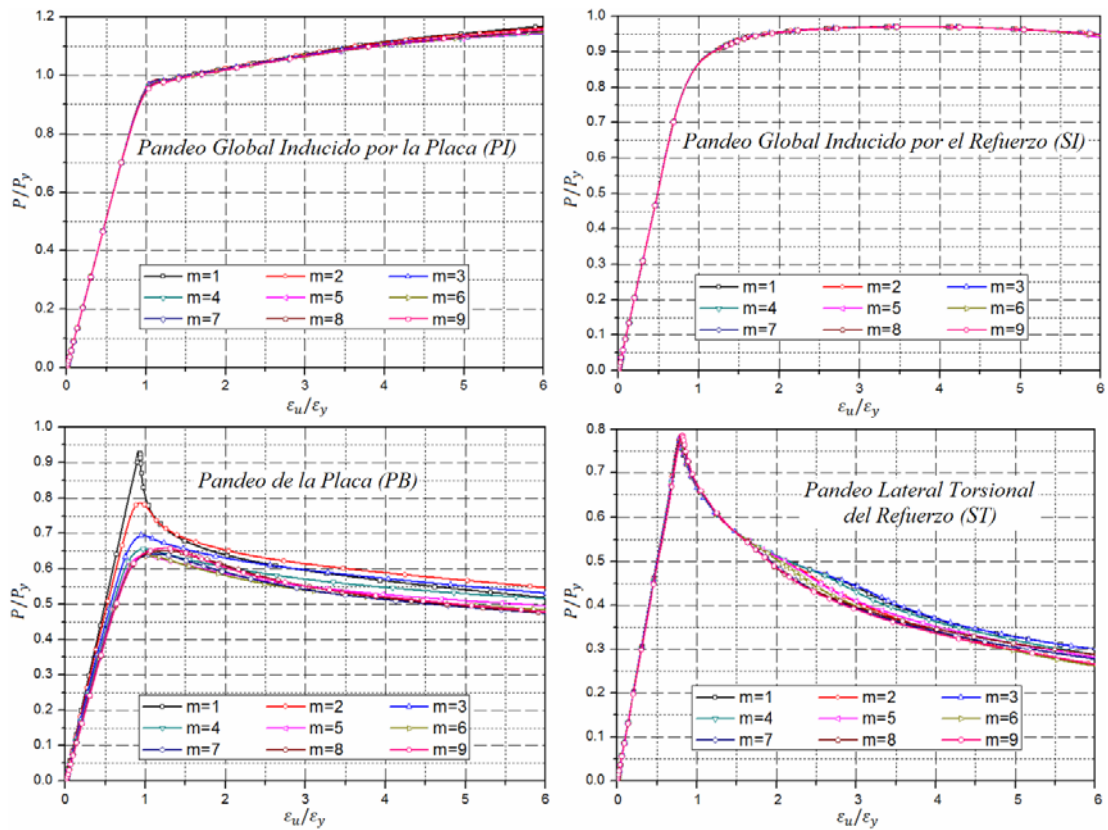 1.2
1.0
0.8
0.6
0.4
0.2
0.0
P/Py
Pandeo Global Inducido por la Placa (PI)
m=1 m=2 m=3
m=4 m=5 m=6
m=7 m=8 m=9
0 1 2 3 4 5 6
εu/εy
1.0
0.9
0.8
0.7
0.6
0.5
0.4
0.3
0.2
0.1
0.0
P/Py
Pandeo Global Inducido por el Refuerzo (SI)
m=1 m=2 m=3
m=4 m=5 m=6
m=7 m=8 m=9
0 1 2 3 4 5 6
εu/εy
1.0
0.9
0.8
0.7
0.6
0.5
0.4
0.3
0.2
0.1
0.0
P/Py
Pandeo de la Placa (PB)
m=1 m=2 m=3
m=4 m=5 m=6
m=7 m=8 m=9
0 1 2 3 4 5 6
εu/εy
0.8
0.7
0.6
0.5
0.4
0.3
0.2
0.1
0.0
P/Py
Pandeo Lateral Torsional
del Refuerzo (ST)
m=1 m=2 m=3
m=4 m=5 m=6
m=7 m=8 m=9
0 1 2 3 4 5 6
εu/εy